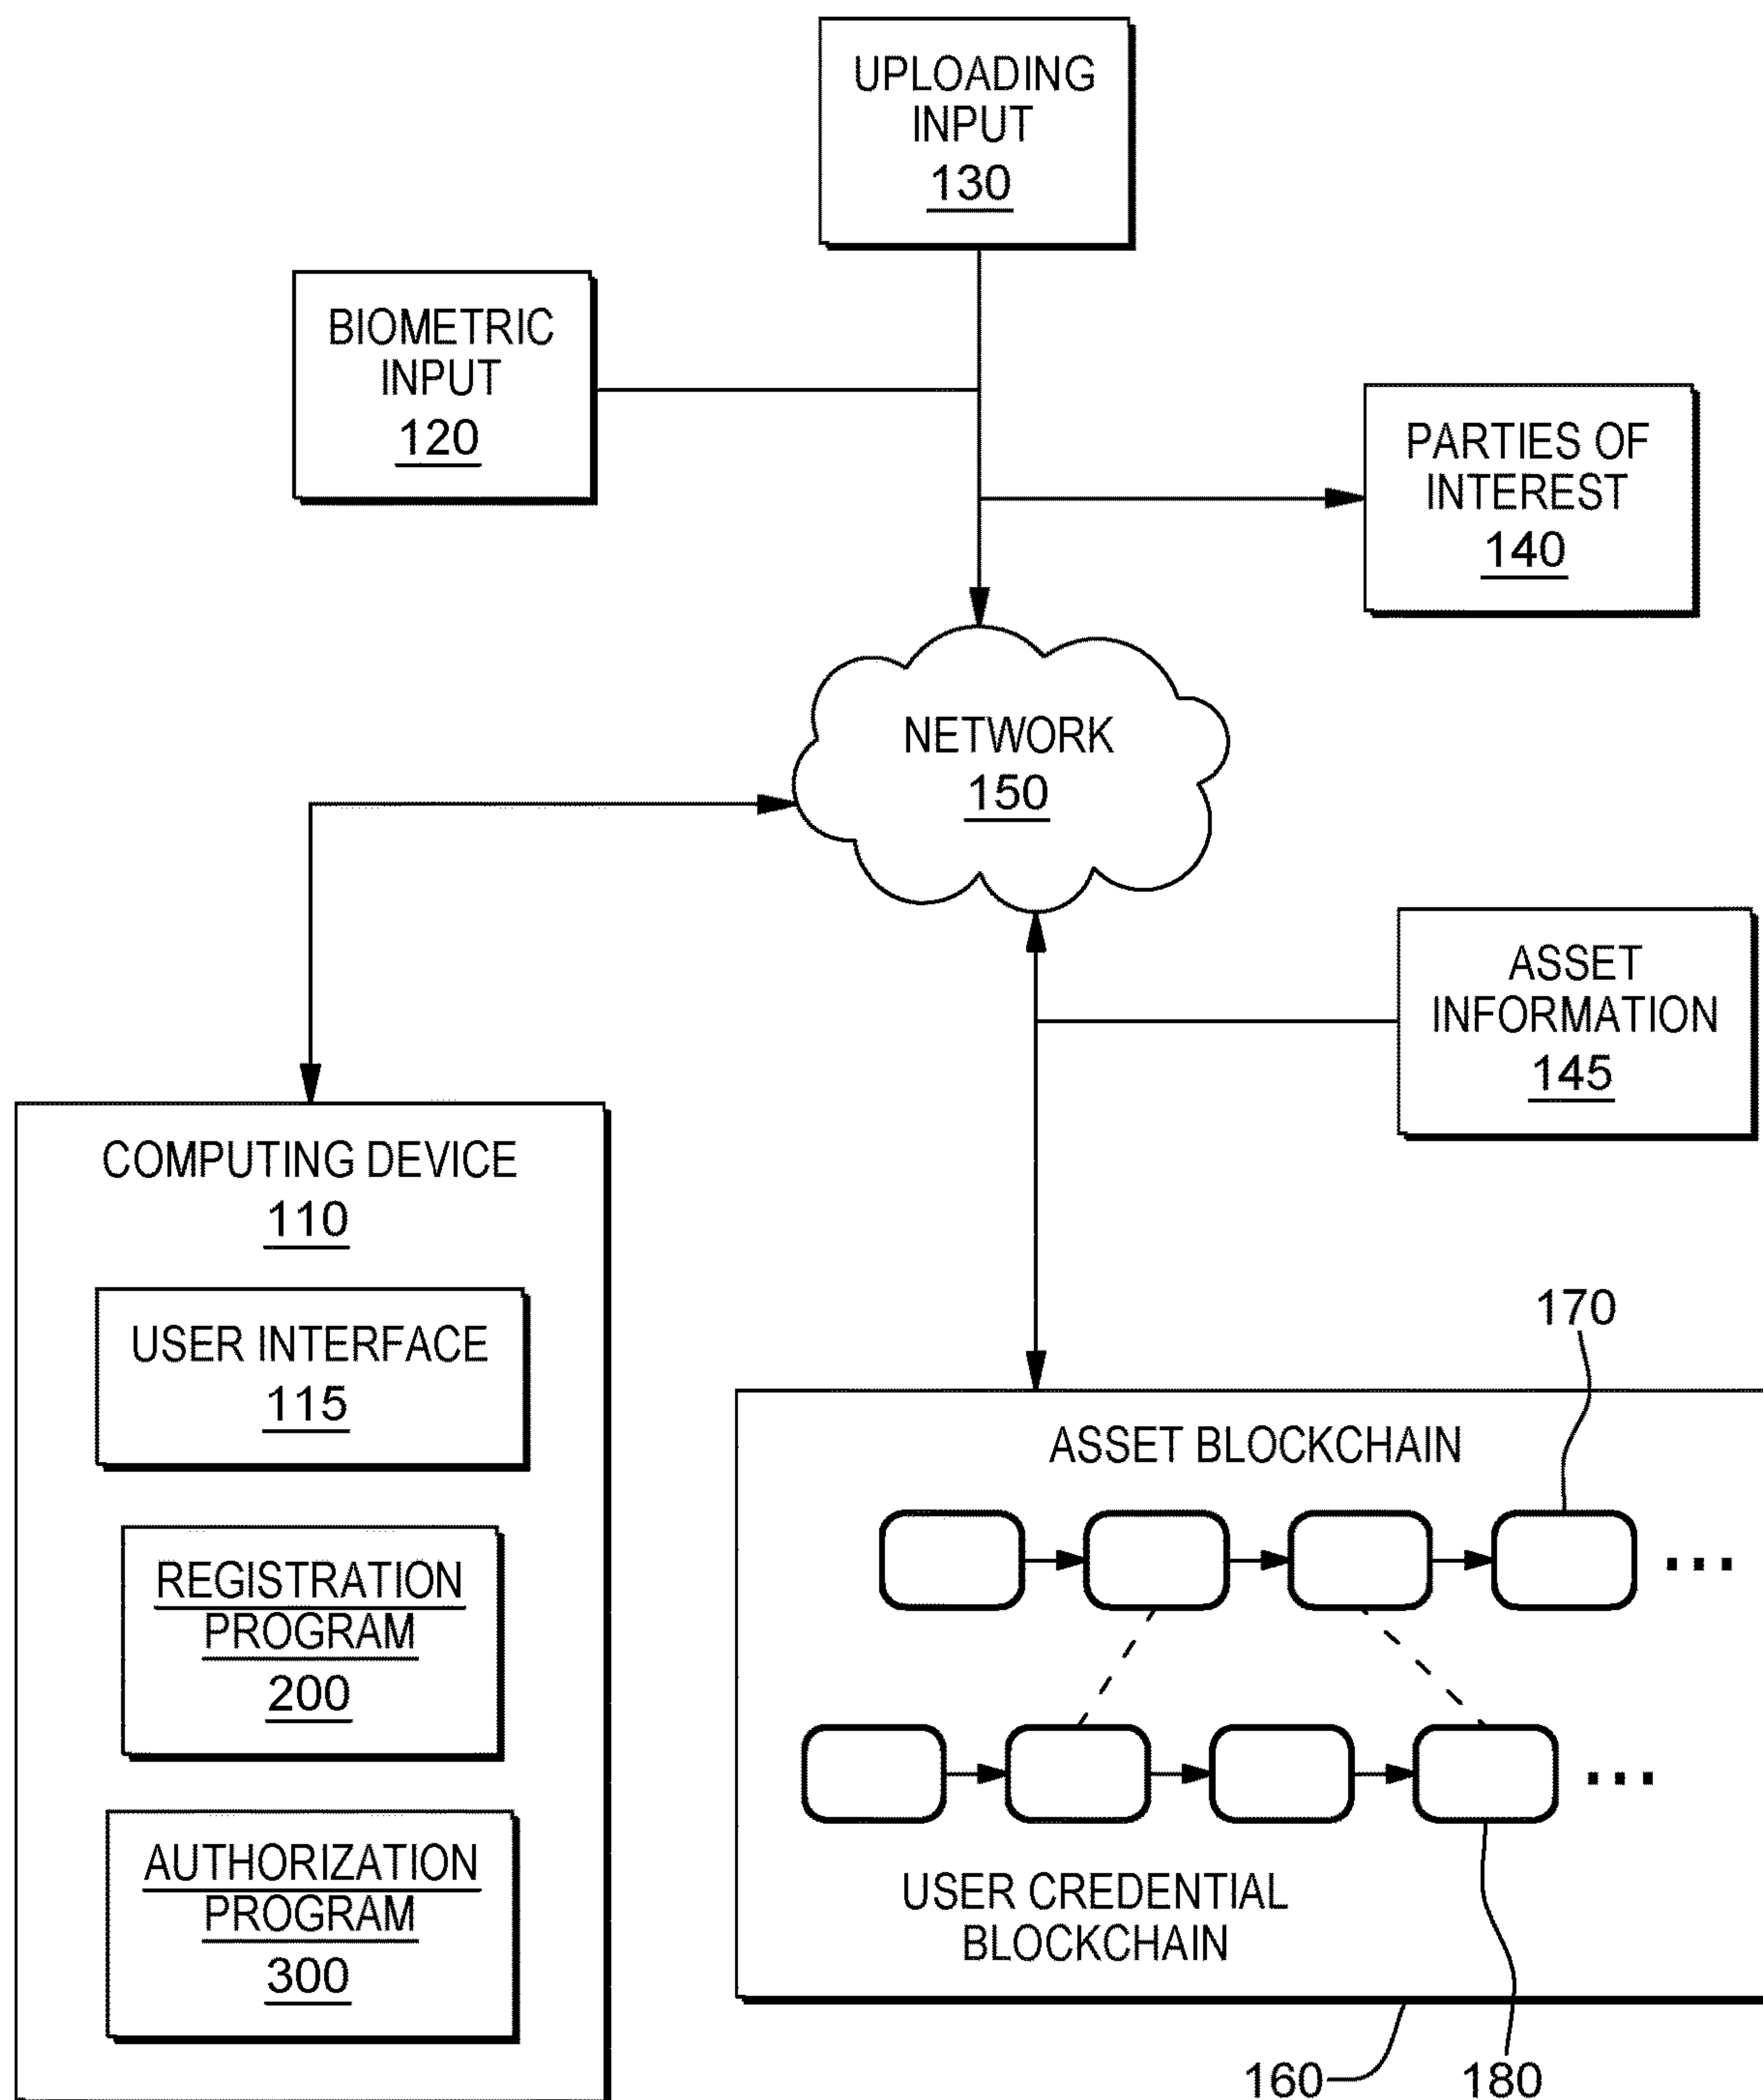 UPLOADING
INPUT
130
BIOMETRIC
INPUT
120
PARTIES OF
INTEREST
140
NETWORK
150
ASSET
INFORMATION
145
COMPUTING DEVICE
110
USER INTERFACE
115
REGISTRATION
PROGRAM
200
AUTHORIZATION
PROGRAM
300
170
ASSET BLOCKCHAIN
...
...
USER CREDENTIAL
BLOCKCHAIN
160
180